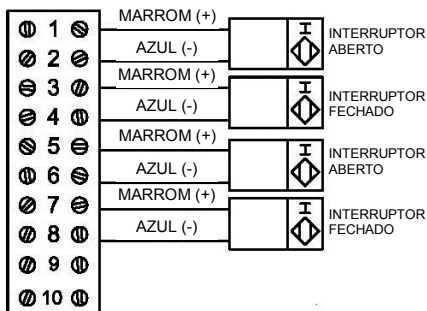 1 MARROM (+)
INTERRUPTOR
ABERTO
2 AZUL (-)
3 MARROM (+)
INTERRUPTOR
FECHADO
4 AZUL (-)
5 MARROM (+)
INTERRUPTOR
ABERTO
6 AZUL (-)
7 MARROM (+)
INTERRUPTOR
FECHADO
8 AZUL (-)
9
10